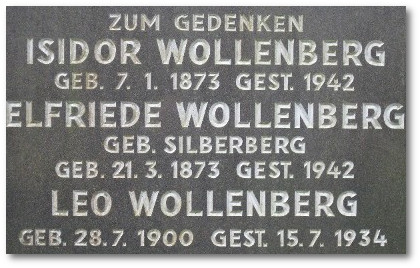 ZUM GEDENKEN
ISIDOR WOLLENBERG
GEB. 7. 1. 1873 GEST. 1942
ELFRIEDE WOLLENBERG
GEB. SILBERBERG
GEB. 21. 3. 1873 GEST. 1942
LEO WOLLENBERG
GEB. 28. 7. 1900 GEST. 15. 7. 1934